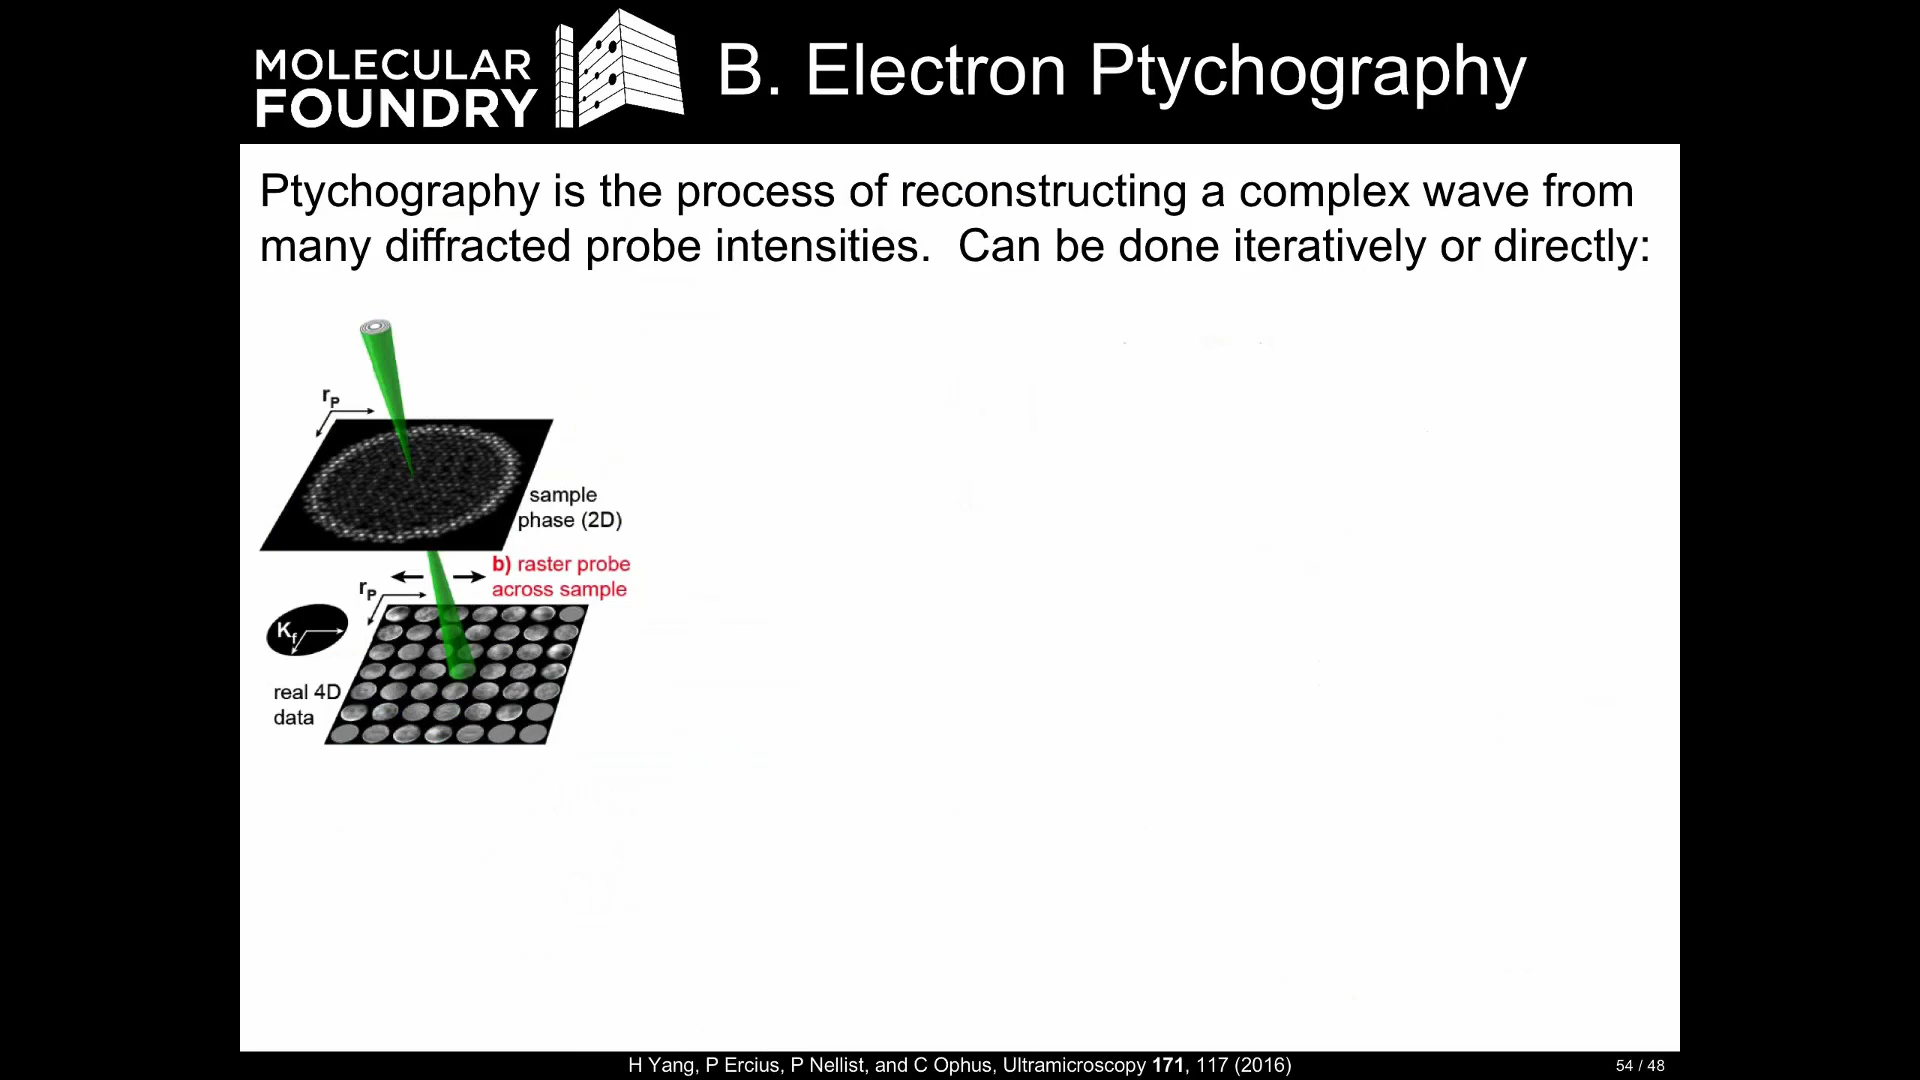 MOLECULAR
FOUNDRY
B. Electron Ptychography
Ptychography is the process of reconstructing a complex wave from
many diffracted probe intensities.  Can be done iteratively or directly:
rP
sample
phase (2D)
b) raster probe
across sample
rP
Kf
real 4D
data
H Yang, P Ercius, P Nellist, and C Ophus, Ultramicroscopy 171, 117 (2016)
54 / 48